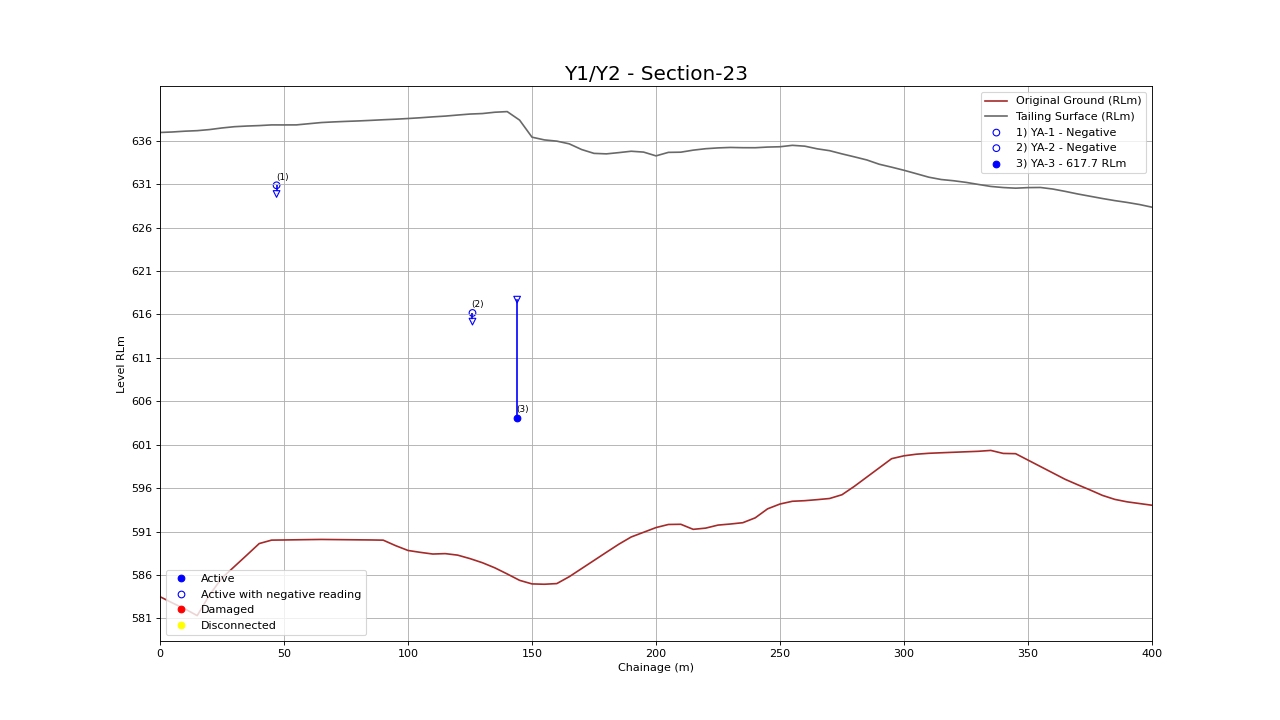 Y1/Y2 - Section-23
Original Ground (RLm)
Tailing Surface (RLm)
1) YA-1 - Negative
2) YA-2 - Negative
3) YA-3 - 617.7 RLm
636
631
626
621
616
611
606
601
596
591
586
581
Level RLm
(1)
(2)
(3)
Active
Active with negative reading
Damaged
Disconnected
0 50 100 150 200 250 300 350 400
Chainage (m)